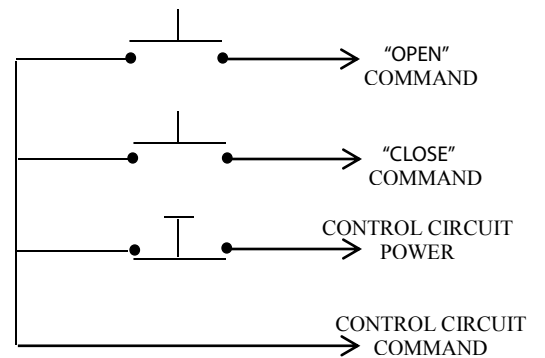 “OPEN”
COMMAND
“CLOSE”
COMMAND
CONTROL CIRCUIT
POWER
CONTROL CIRCUIT
COMMAND